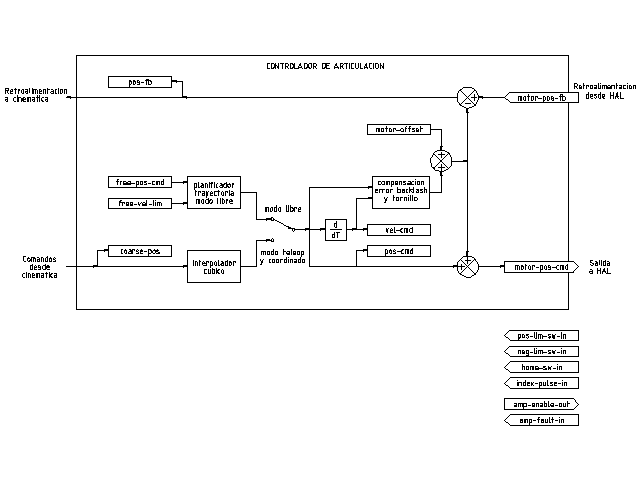 CONTROLADOR DE ARTICULACION
pos-fb
Retroalimentacion
a cinematica
Retroalimentacion
desde HAL
motor-pos-fb
motor-offset
free-pos-cmd
free-vel-lim
planificador
trayectoria
modo libre
compensacion
error backlash
y tornillo
modo libre
d
dT
vel-cmd
pos-cmd
coarse-pos
modo teleop
y coordinado
Comandos
desde
cinematica
interpolador
cubico
motor-pos-cmd
Salida
a HAL
pos-lim-sw-in
neg-lim-sw-in
home-sw-in
index-pulse-in
amp-enable-out
amp-fault-in